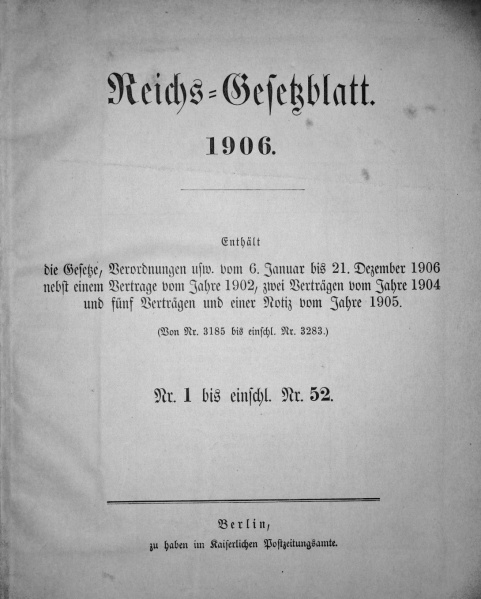 Reichs-Gesetzblatt.
1906.
Enthält
die Gesetze, Verordnungen usw. vom 6. Januar bis 21. Dezember 1906
nebst einem Vertrage vom Jahre 1902, zwei Verträgen vom Jahre 1904
und fünf Verträgen und einer Notiz vom Jahre 1905.
(Von Nr. 3185 bis einschl. Nr. 3283.)
Nr. 1 bis einschl. Nr. 52.
Berlin,
zu haben im Kaiserlichen Postzeitungsamte.